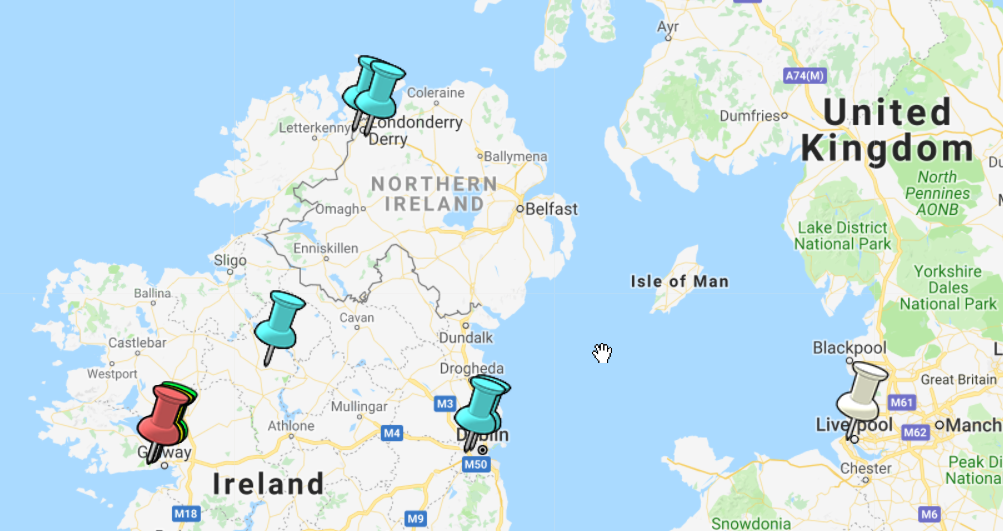 Ayr
A74(M)
United
Kingdom
Dumfries
North
Pennines
AONB
Coleraine
Londonderry
Derry
Letterkenny
Ballymena
NORTHERN
IRELAND
Omagh
Belfast
Lake District
National Park
Enniskillen
Sligo
Isle of Man
Yorkshire
Dales
National Park
Ballina
Cavan
Dundalk
Castlebar
Blackpool
Westport
Drogheda
Great Britain
M3
M61
Mullingar
Athlone
M4
Dublin
Liverpool
M62
Manch
Galway
M50
Chester
Peak Di
Nationa
Ireland
M18
M9
M6
Snowdonia